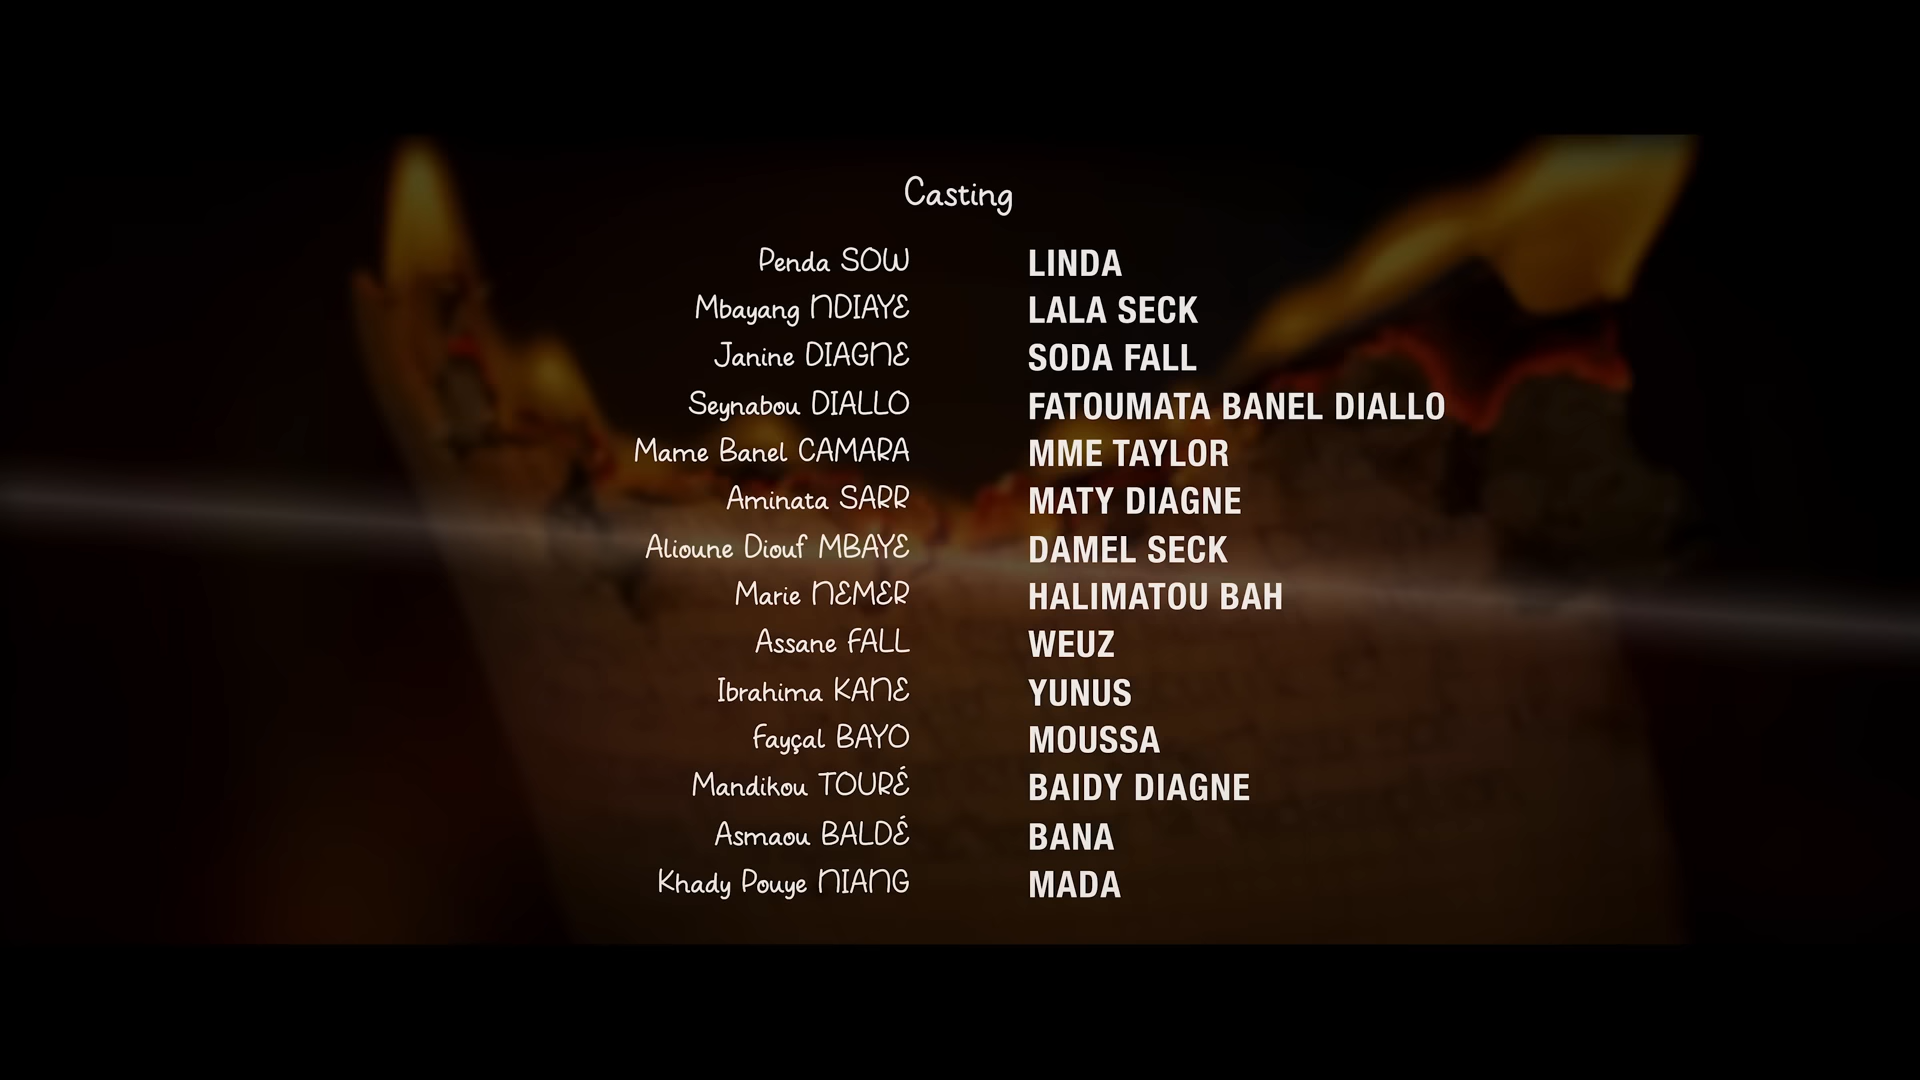 Casting
Penda SOW LINDA
Mbayang NDIAYE LALA SECK
Janine DIAGNE SODA FALL
Seynabou DIALLO FATOUMATA BANEL DIALLO
Mame Banel CAMARA MME TAYLOR
Aminata SARR MATY DIAGNE
Alioune Diouf MBAYE DAMEL SECK
Marie NEMER HALIMATOU BAH
Assane FALL WEUZ
Ibrahima KANE YUNUS
Fayçal BAYO MOUSSA
Mandikou TOURÉ BAIDY DIAGNE
Asmaou BALDÉ BANA
Khady Pouye NIANG MADA